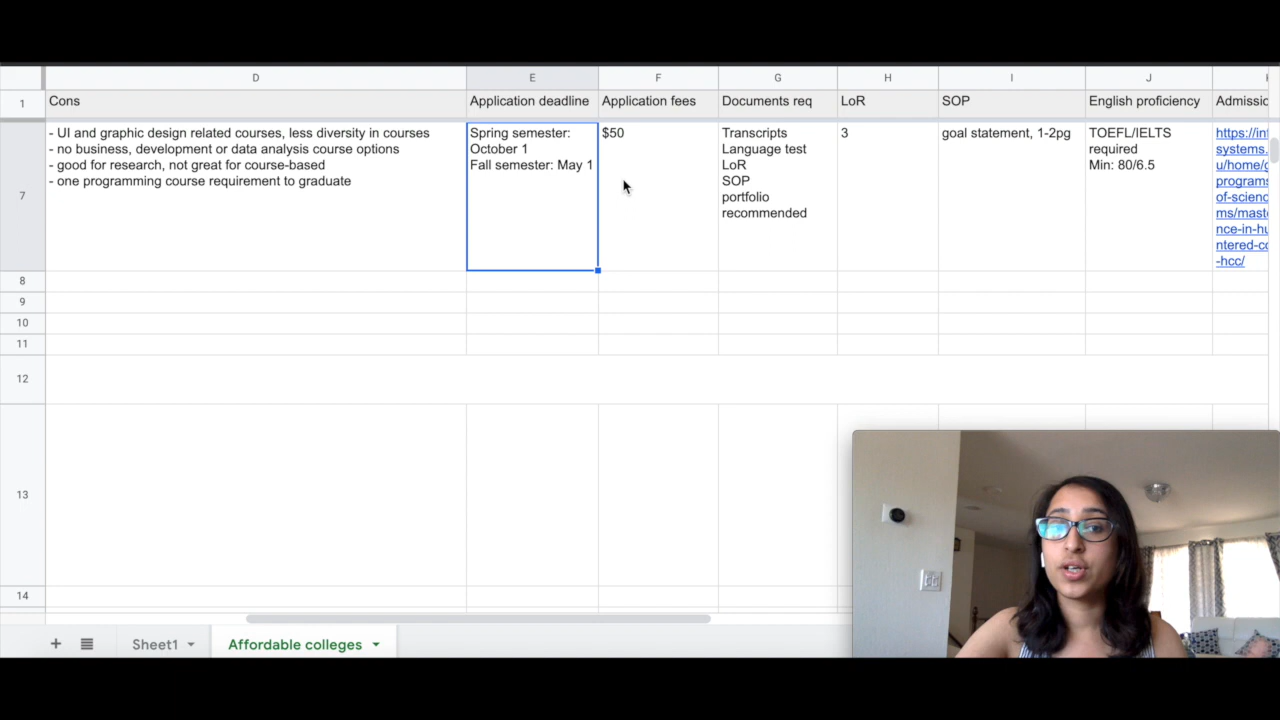 D E F G H I J
1 Cons Application deadline Application fees Documents req LoR SOP English proficiency Admissio
7
- UI and graphic design related courses, less diversity in courses
- no business, development or data analysis course options
- good for research, not great for course-based
- one programming course requirement to graduate
Spring semester:
October 1
Fall semester: May 1
$50
Transcripts
Language test
LoR
SOP
portfolio
recommended
3
goal statement, 1-2pg
TOEFL/IELTS
required
Min: 80/6.5
https://inf
systems.
u/home/g
programs
of-scienc
ms/maste
nce-in-hu
ntered-co
-hcc/
8
9
10
11
12
13
14
+ Sheet1 Affordable colleges